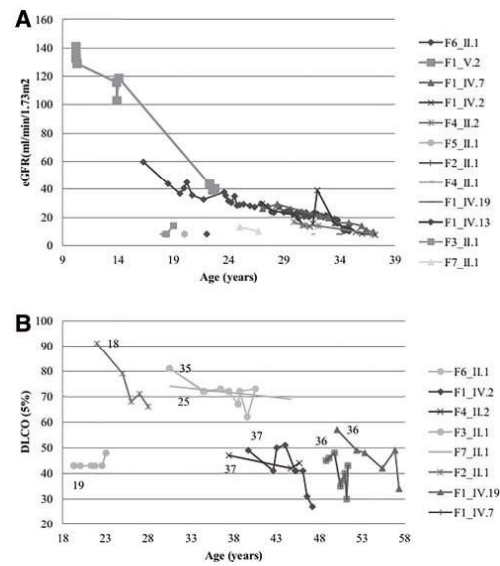 A
160
140
120
100
80
60
40
20
0
eGFR(ml/min/1.73m2
9 14 19 24 29 34 39
Age (years)
F6_II.1
F1_V.2
F1_IV.7
F1_IV.2
F4_II.2
F5_II.1
F2_II.1
F4_II.1
F1_IV.19
F1_IV.13
F3_II.1
F7_II.1
B
100
90
80
70
60
50
40
30
20
DLCO (5%)
18
35
25
37
36
36
37
19
18 23 28 33 38 43 48 53 58
Age (years)
F6_II.1
F1_IV.2
F4_II.2
F3_II.1
F7_II.1
F2_II.1
F1_IV.19
F1_IV.7